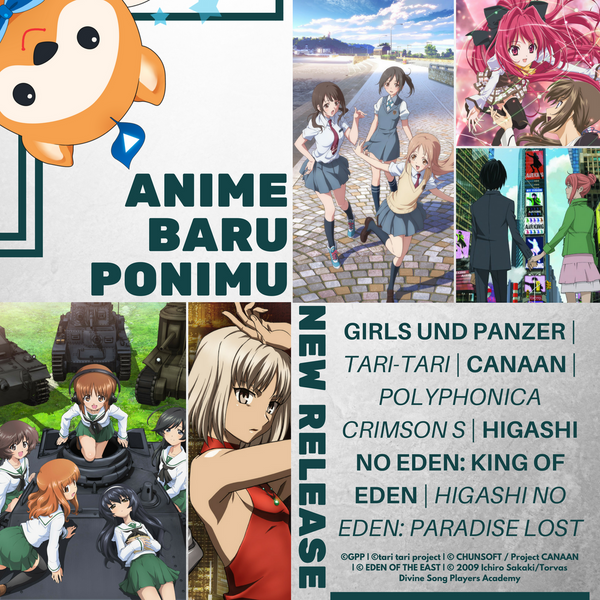 ANIME
BARU
PONIMU
NEW RELEASE
GIRLS UND PANZER |
TARI-TARI | CANAAN |
POLYPHONICA
CRIMSON S | HIGASHI
NO EDEN: KING OF
EDEN | HIGASHI NO
EDEN: PARADISE LOST
©GPP I ©tari tari project I © CHUNSOFT / Project CANAAN
I © EDEN OF THE EAST I © 2009 Ichiro Sakaki/Torvas
Divine Song Players Academy